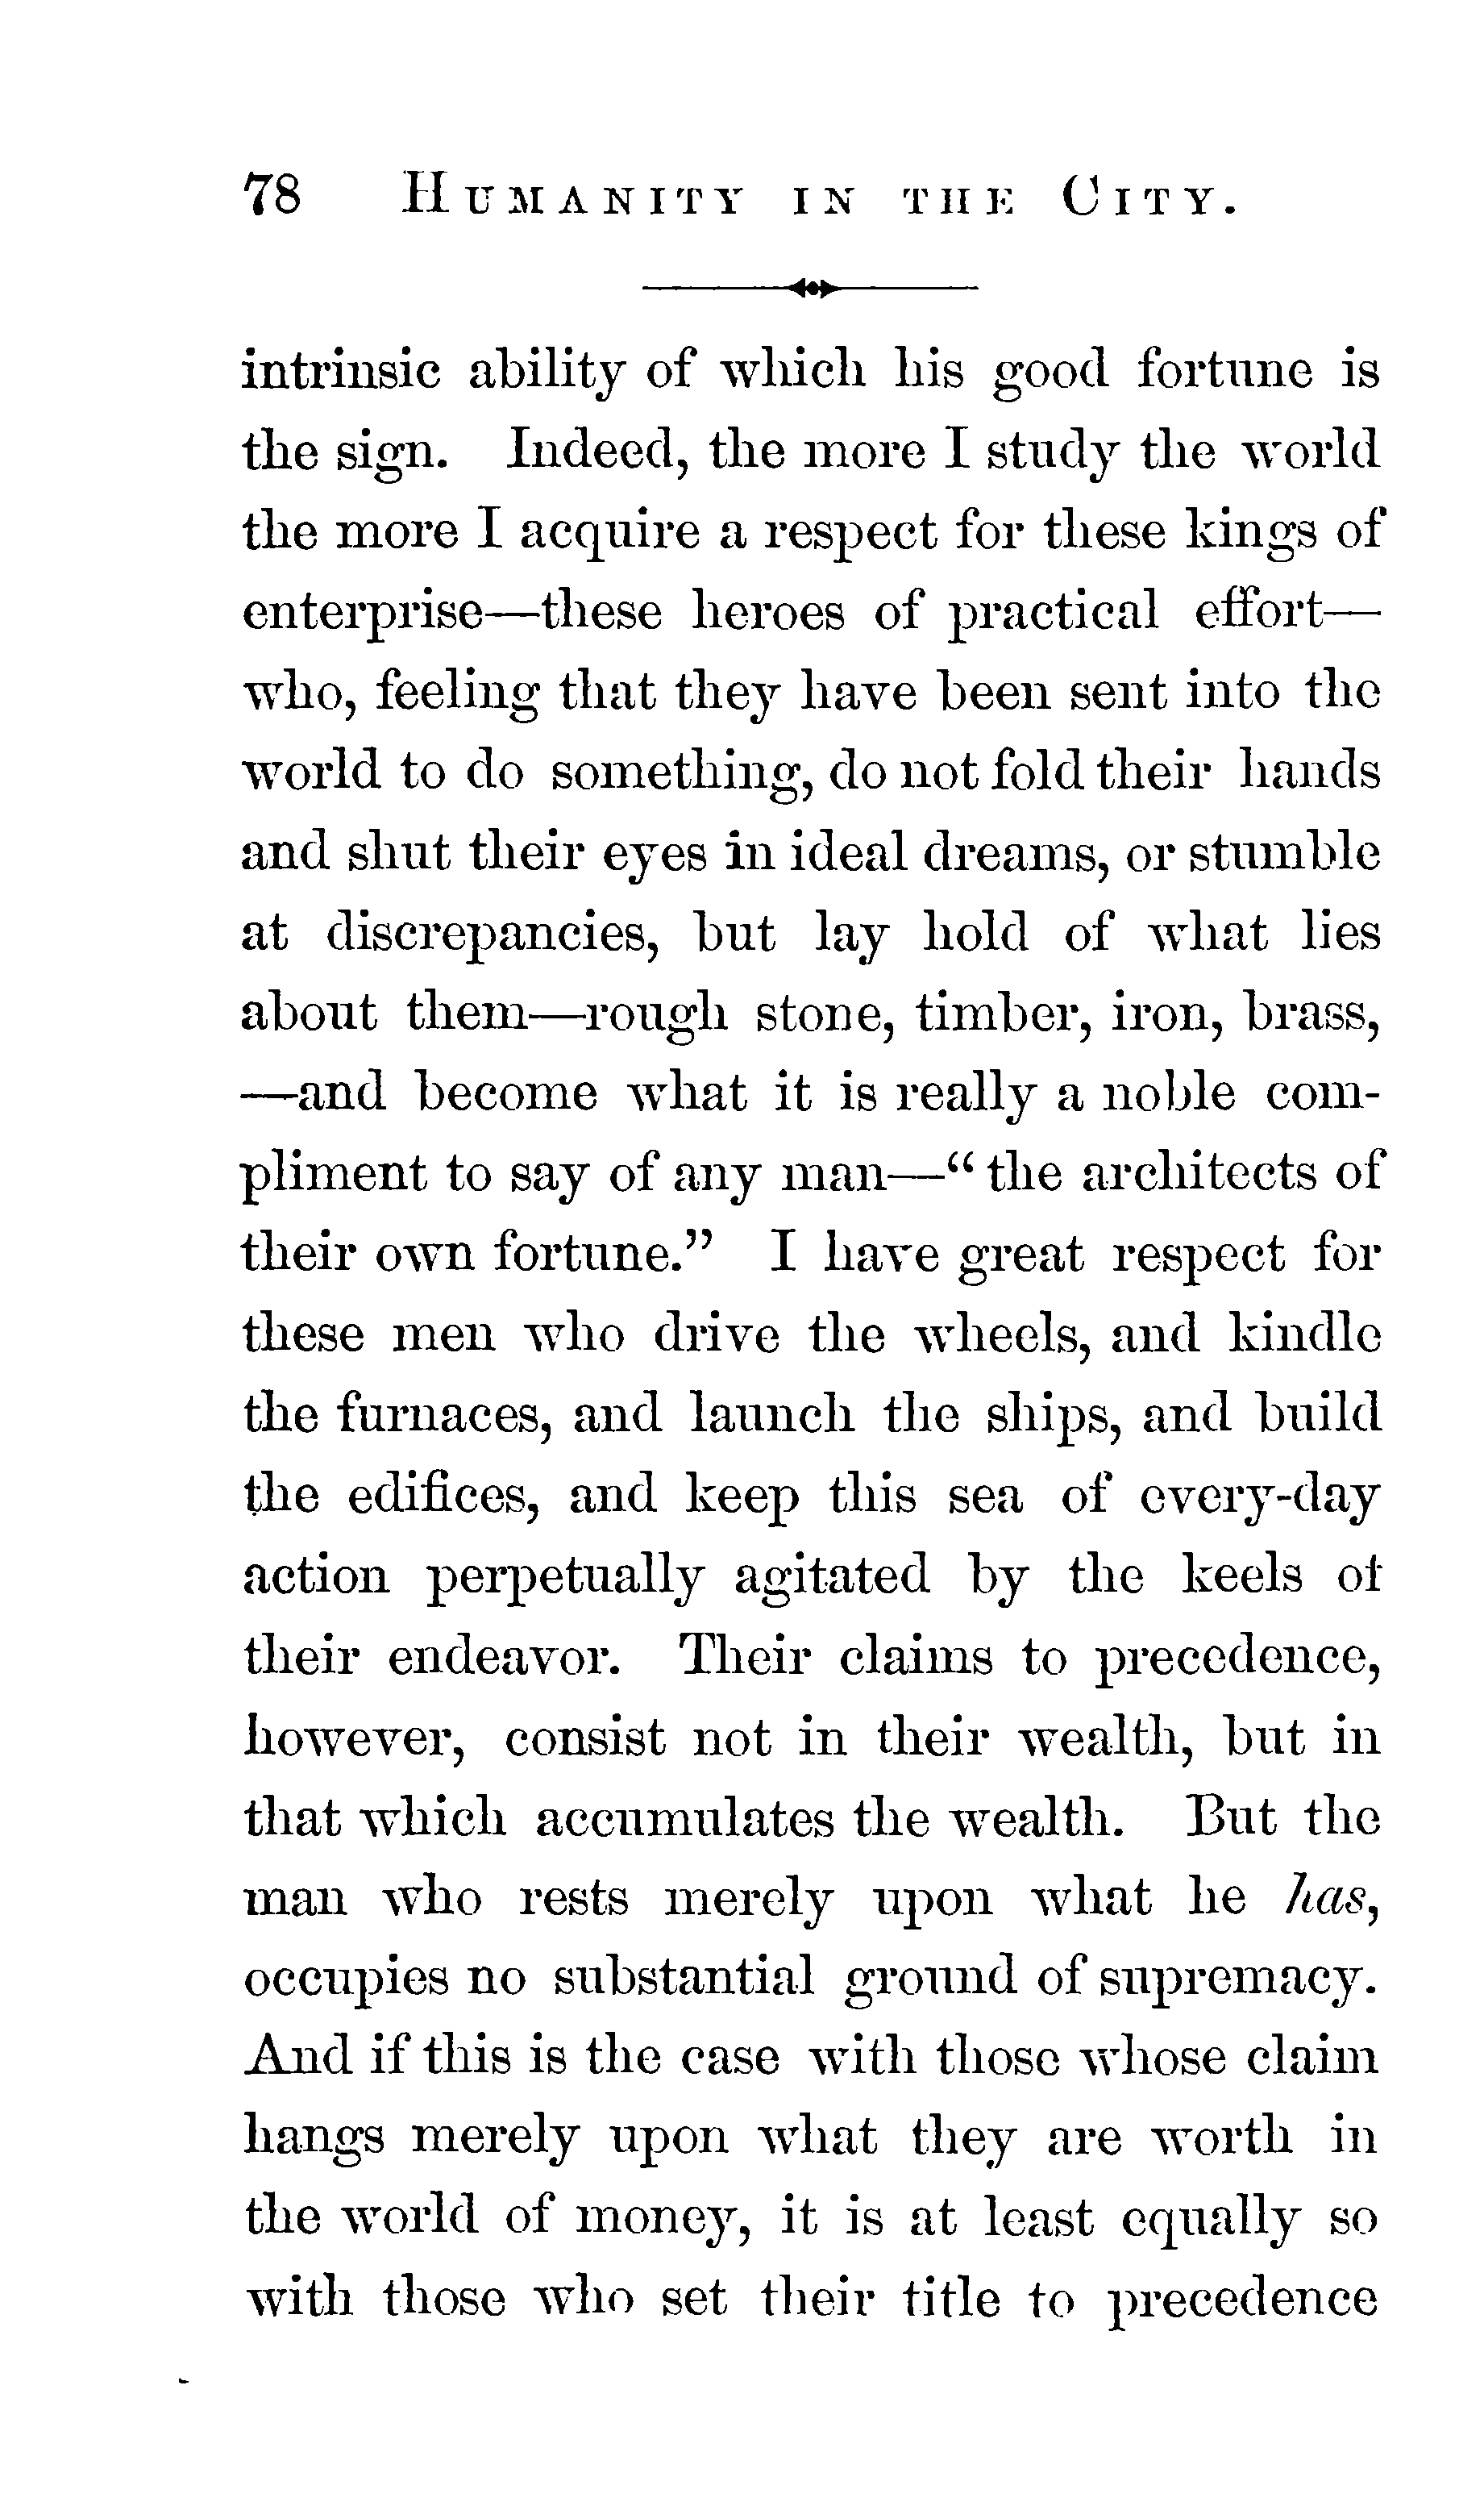 78 HUMANITY IN THE CITY.
intrinsic ability of which his good fortune is
the sign. Indeed, the more I study the world
the more I acquire a respect for these kings of
enterprise—these heroes of practical effort—
who, feeling that they have been sent into the
world to do something, do not fold their hands
and shut their eyes in ideal dreams, or stumble
at discrepancies, but lay hold of what lies
about them—rough stone, timber, iron, brass,
—and become what it is really a noble com-
pliment to say of any man—“the architects of
their own fortune.” I have great respect for
these men who drive the wheels, and kindle
the furnaces, and launch the ships, and build
the edifices, and keep this sea of every-day
action perpetually agitated by the keels of
their endeavor. Their claims to precedence,
however, consist not in their wealth, but in
that which accumulates the wealth. But the
man who rests merely upon what he has,
occupies no substantial ground of supremacy.
And if this is the case with those whose claim
hangs merely upon what they are worth in
the world of money, it is at least equally so
with those who set their title to precedence